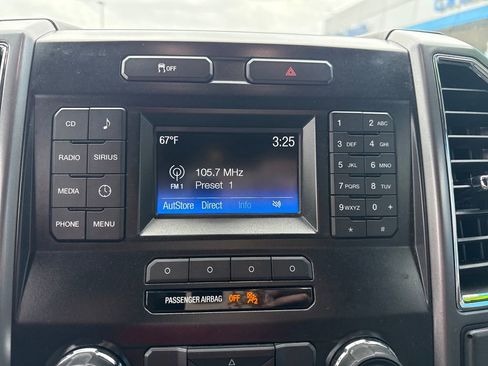 OFF
67°F 3:25
105.7 MHz
FM 1 Preset 1
AutoStore Direct Info
CD
RADIO SIRIUS
MEDIA
PHONE MENU
1 2 ABC
3 DEF 4 GHI
5 JKL 6 MNO
7 PQRS 8 TUV
9 WXYZ 0 +
* #
PASSENGER AIRBAG OFF